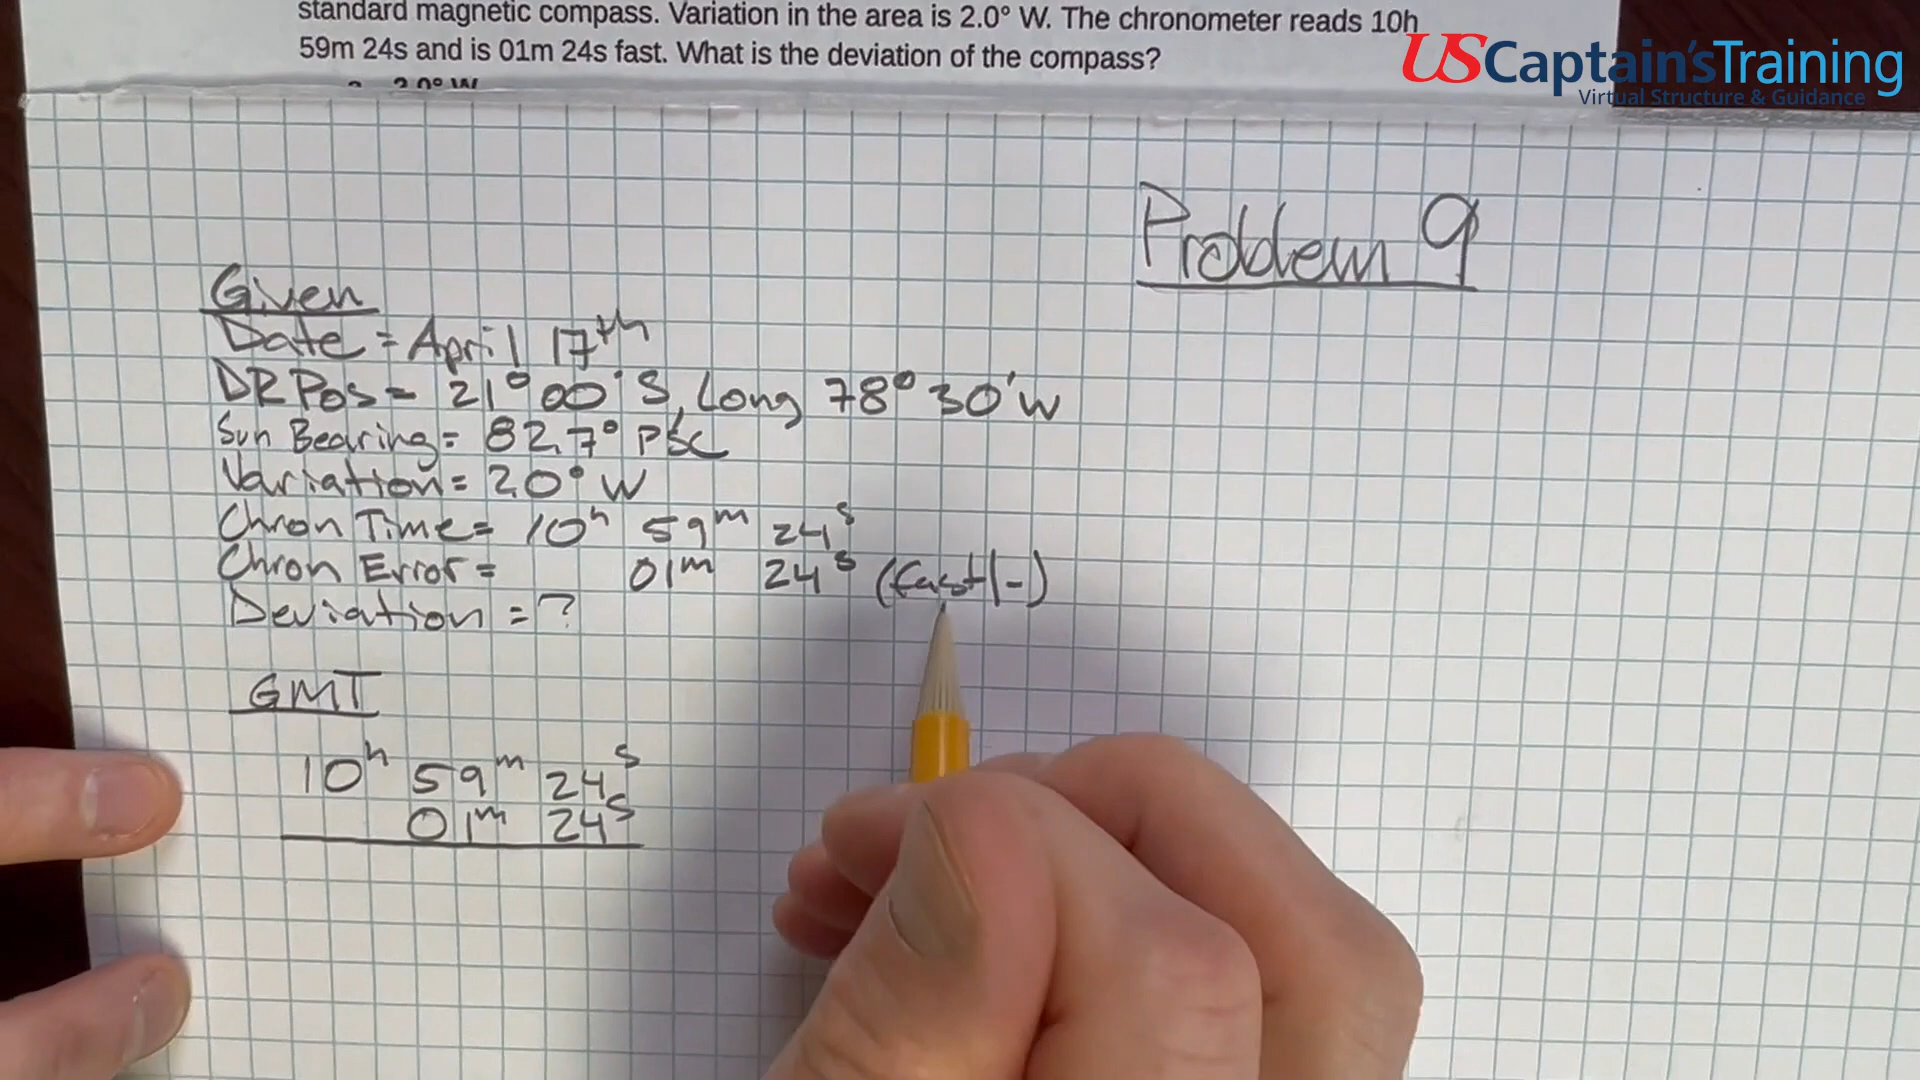 standard magnetic compass. Variation in the area is 2.0° W. The chronometer reads 10h
59m 24s and is 01m 24s fast. What is the deviation of the compass?
2.0° W
USCaptain'sTraining
Virtual Structure & Guidance
Problem 9
Given
Date = April 17th
DR Pos = 21° 00' S, Long 78° 30' W
Sun Bearing = 82.7° PSC
Variation = 2.0° W
Chron Time = 10h 59m 24s
Chron Error = 01m 24s (fast/-)
Deviation = ?
GMT
10h 59m 24s
01m 24s